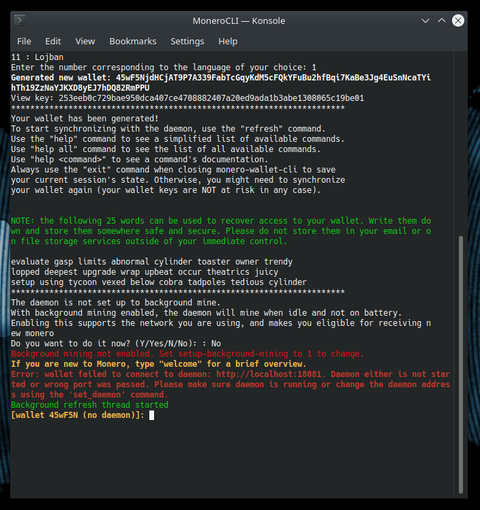 MoneroCLI — Konsole
File Edit View Bookmarks Settings Help
11 : Lojban
Enter the number corresponding to the language of your choice: 1
Generated new wallet: 45wF5NjdHCjAT9P7A339FabTcGqyKdM5cFQkYFuBu2hfBqi7KaBe3Jg4EuSnNcaTYi
hTh19ZzNaYJKXD8yEJ7hDQ82RmPPU
View key: 253eeb0c729bae950dca407ce4708882407a20ed9ada1b3abe1308065c19be01
**********************************************************************
Your wallet has been generated!
To start synchronizing with the daemon, use the "refresh" command.
Use the "help" command to see a simplified list of available commands.
Use "help all" command to see the list of all available commands.
Use "help <command>" to see a command's documentation.
Always use the "exit" command when closing monero-wallet-cli to save
your current session's state. Otherwise, you might need to synchronize
your wallet again (your wallet keys are NOT at risk in any case).
NOTE: the following 25 words can be used to recover access to your wallet. Write them do
wn and store them somewhere safe and secure. Please do not store them in your email or o
n file storage services outside of your immediate control.
evaluate gasp limits abnormal cylinder toaster owner trendy
lopped deepest upgrade wrap upbeat occur theatrics juicy
setup using tycoon vexed below cobra tadpoles tedious cylinder
**********************************************************************
The daemon is not set up to background mine.
With background mining enabled, the daemon will mine when idle and not on battery.
Enabling this supports the network you are using, and makes you eligible for receiving n
ew monero
Do you want to do it now? (Y/Yes/N/No): : No
Background mining not enabled. Set setup-background-mining to 1 to change.
If you are new to Monero, type "welcome" for a brief overview.
Error: wallet failed to connect to daemon: http://localhost:18081. Daemon either is not star
ted or wrong port was passed. Please make sure daemon is running or change the daemon addres
s using the 'set_daemon' command.
Background refresh thread started
[wallet 45wF5N (no daemon)]: